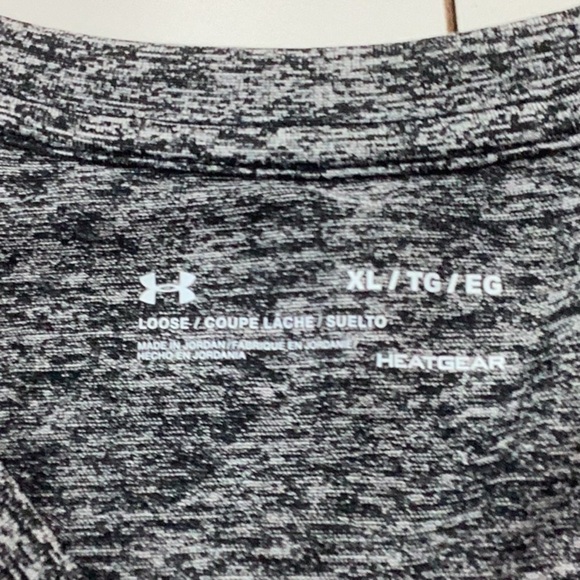 XL / TG / EG
LOOSE / COUPE LÂCHE / SUELTO
MADE IN JORDAN / FABRIQUÉ EN JORDANIE /
HECHO EN JORDANIA
HEATGEAR